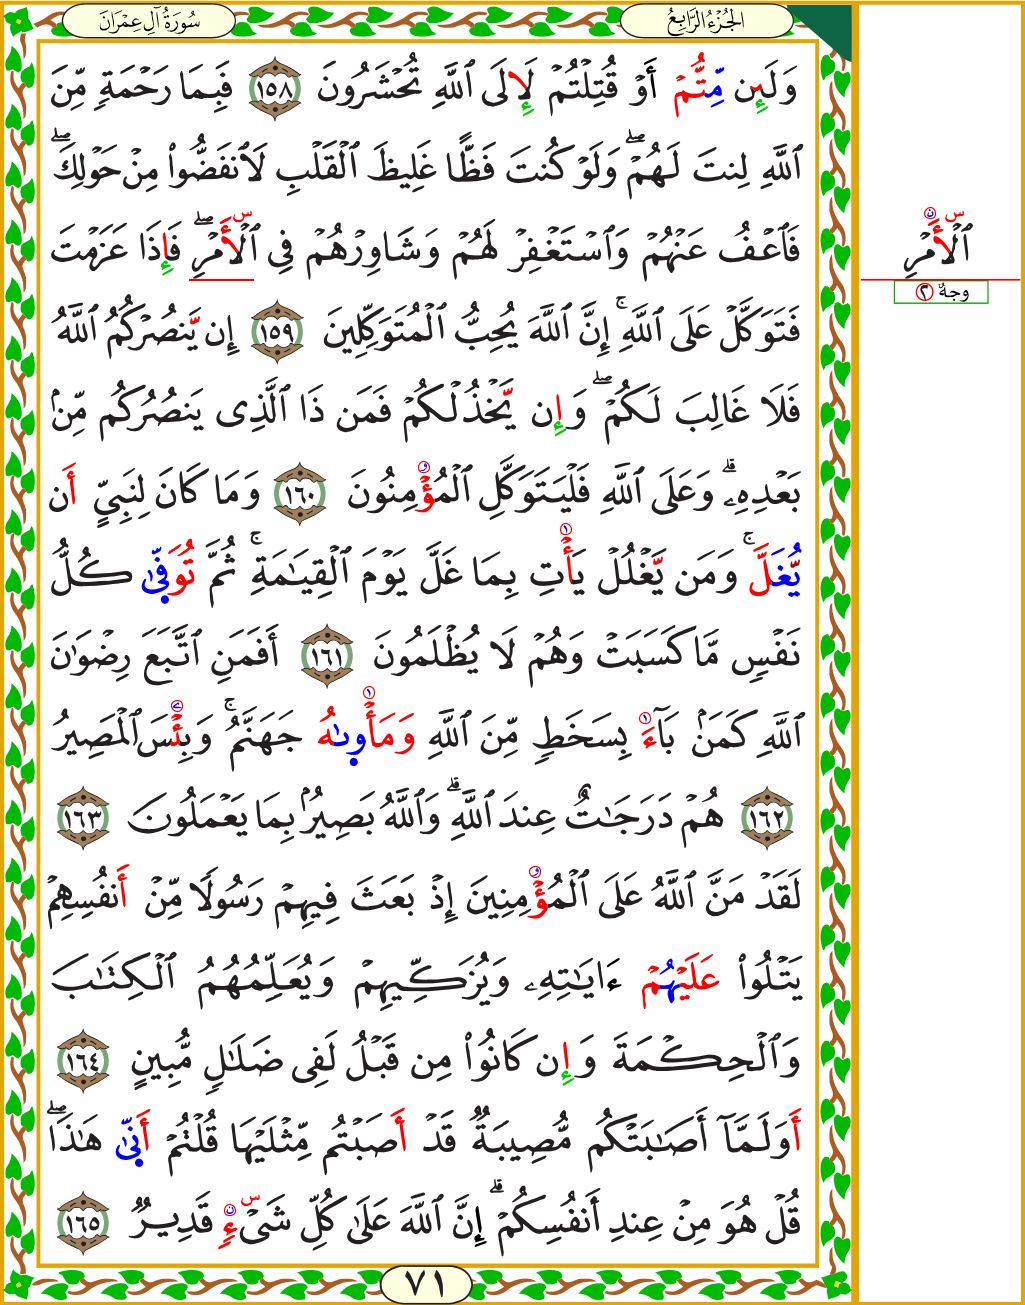 سُورَةُ آلِ عِمْرَانَ
الجُزْءُ الرَّابِعُ
وَلَئِن مِّتُّمْ أَوْ قُتِلْتُمْ لَإِلَى ٱللَّهِ تُحْشَرُونَ ١٥٨ فَبِمَا رَحْمَةٍ مِّنَ
ٱللَّهِ لِنتَ لَهُمْ ۖ وَلَوْ كُنتَ فَظًّا غَلِيظَ ٱلْقَلْبِ لَٱنفَضُّوا۟ مِنْ حَوْلِكَ ۖ
فَٱعْفُ عَنْهُمْ وَٱسْتَغْفِرْ لَهُمْ وَشَاوِرْهُمْ فِى ٱلْأَمْرِ ۖ فَإِذَا عَزَمْتَ
فَتَوَكَّلْ عَلَى ٱللَّهِ ۚ إِنَّ ٱللَّهَ يُحِبُّ ٱلْمُتَوَكِّلِينَ ١٥٩ إِن يَنصُرْكُمُ ٱللَّهُ
فَلَا غَالِبَ لَكُمْ ۖ وَإِن يَخْذُلْكُمْ فَمَن ذَا ٱلَّذِى يَنصُرُكُم مِّنۢ
بَعْدِهِۦ ۗ وَعَلَى ٱللَّهِ فَلْيَتَوَكَّلِ ٱلْمُؤْمِنُونَ ١٦٠ وَمَا كَانَ لِنَبِىٍّ أَن
يُّغَلَّ ۚ وَمَن يَّغْلُلْ يَأْتِ بِمَا غَلَّ يَوْمَ ٱلْقِيَـٰمَةِ ۚ ثُمَّ تُوَفَّىٰ كُلُّ
نَفْسٍ مَّا كَسَبَتْ وَهُمْ لَا يُظْلَمُونَ ١٦١ أَفَمَنِ ٱتَّبَعَ رِضْوَٰنَ
ٱللَّهِ كَمَنۢ بَآءَ بِسَخَطٍ مِّنَ ٱللَّهِ وَمَأْوَىٰهُ جَهَنَّمُ ۚ وَبِئْسَ ٱلْمَصِيرُ
١٦٢ هُمْ دَرَجَـٰتٌ عِندَ ٱللَّهِ ۗ وَٱللَّهُ بَصِيرٌۢ بِمَا يَعْمَلُونَ ١٦٣
لَقَدْ مَنَّ ٱللَّهُ عَلَى ٱلْمُؤْمِنِينَ إِذْ بَعَثَ فِيهِمْ رَسُولًا مِّنْ أَنفُسِهِمْ
يَتْلُوا۟ عَلَيْهُمْ ءَايَـٰتِهِۦ وَيُزَكِّيهِمْ وَيُعَلِّمُهُمُ ٱلْكِتَـٰبَ
وَٱلْحِكْمَةَ وَإِن كَانُوا۟ مِن قَبْلُ لَفِى ضَلَـٰلٍ مُّبِينٍ ١٦٤
أَوَلَمَّآ أَصَـٰبَتْكُم مُّصِيبَةٌ قَدْ أَصَبْتُم مِّثْلَيْهَا قُلْتُمْ أَنَّىٰ هَـٰذَا ۖ
قُلْ هُوَ مِنْ عِندِ أَنفُسِكُمْ ۗ إِنَّ ٱللَّهَ عَلَىٰ كُلِّ شَىْءٍ قَدِيرٌ ١٦٥
٧١
س ن
ٱلْأَمْرِ
وجهٌ ٢